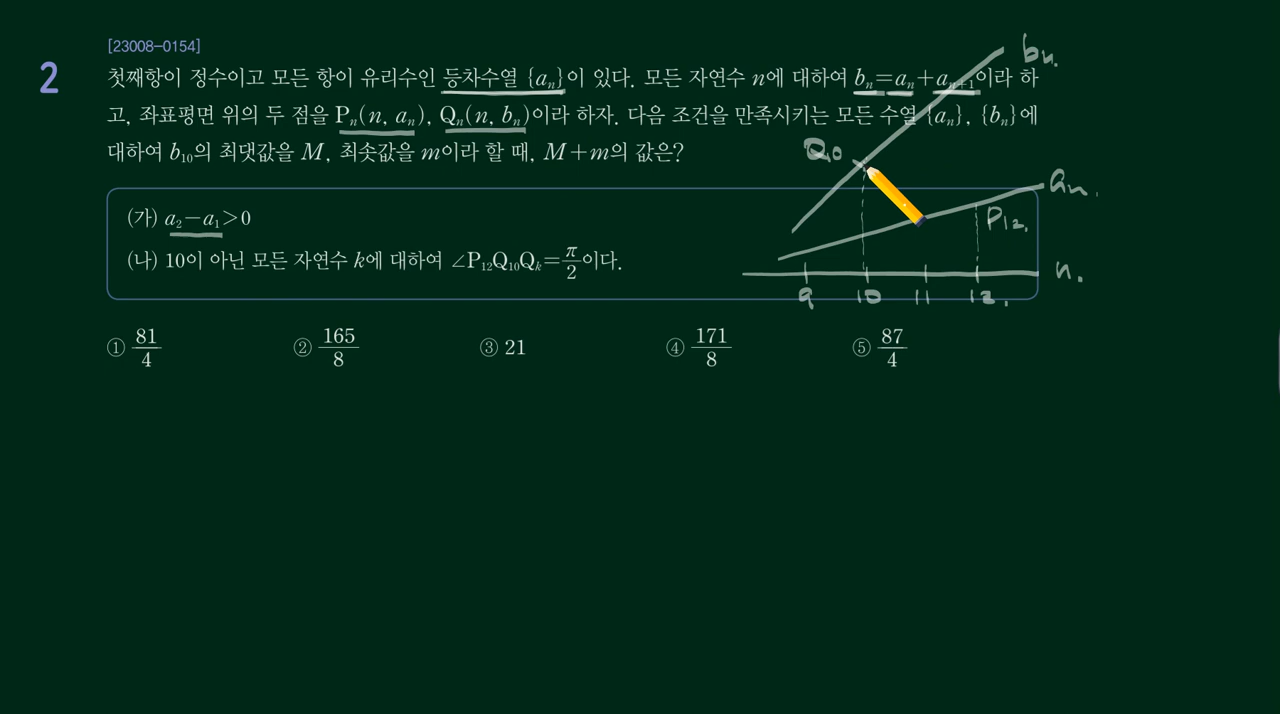 [23008-0154]
2
첫째항이 정수이고 모든 항이 유리수인 등차수열 {aₙ}이 있다. 모든 자연수 n에 대하여 bₙ=aₙ+aₙ₊₁이라 하
고, 좌표평면 위의 두 점을 Pₙ(n, aₙ), Qₙ(n, bₙ)이라 하자. 다음 조건을 만족시키는 모든 수열 {aₙ}, {bₙ}에
대하여 b₁₀의 최댓값을 M, 최솟값을 m이라 할 때, M+m의 값은?
(가) a₂-a₁>0
(나) 10이 아닌 모든 자연수 k에 대하여 ∠P₁₂Q₁₀Qₖ=π/2이다.
① 81/4 ② 165/8 ③ 21 ④ 171/8 ⑤ 87/4
bₙ.
Q₁₀
aₙ.
P₁₂.
n.
9 10 11 12.